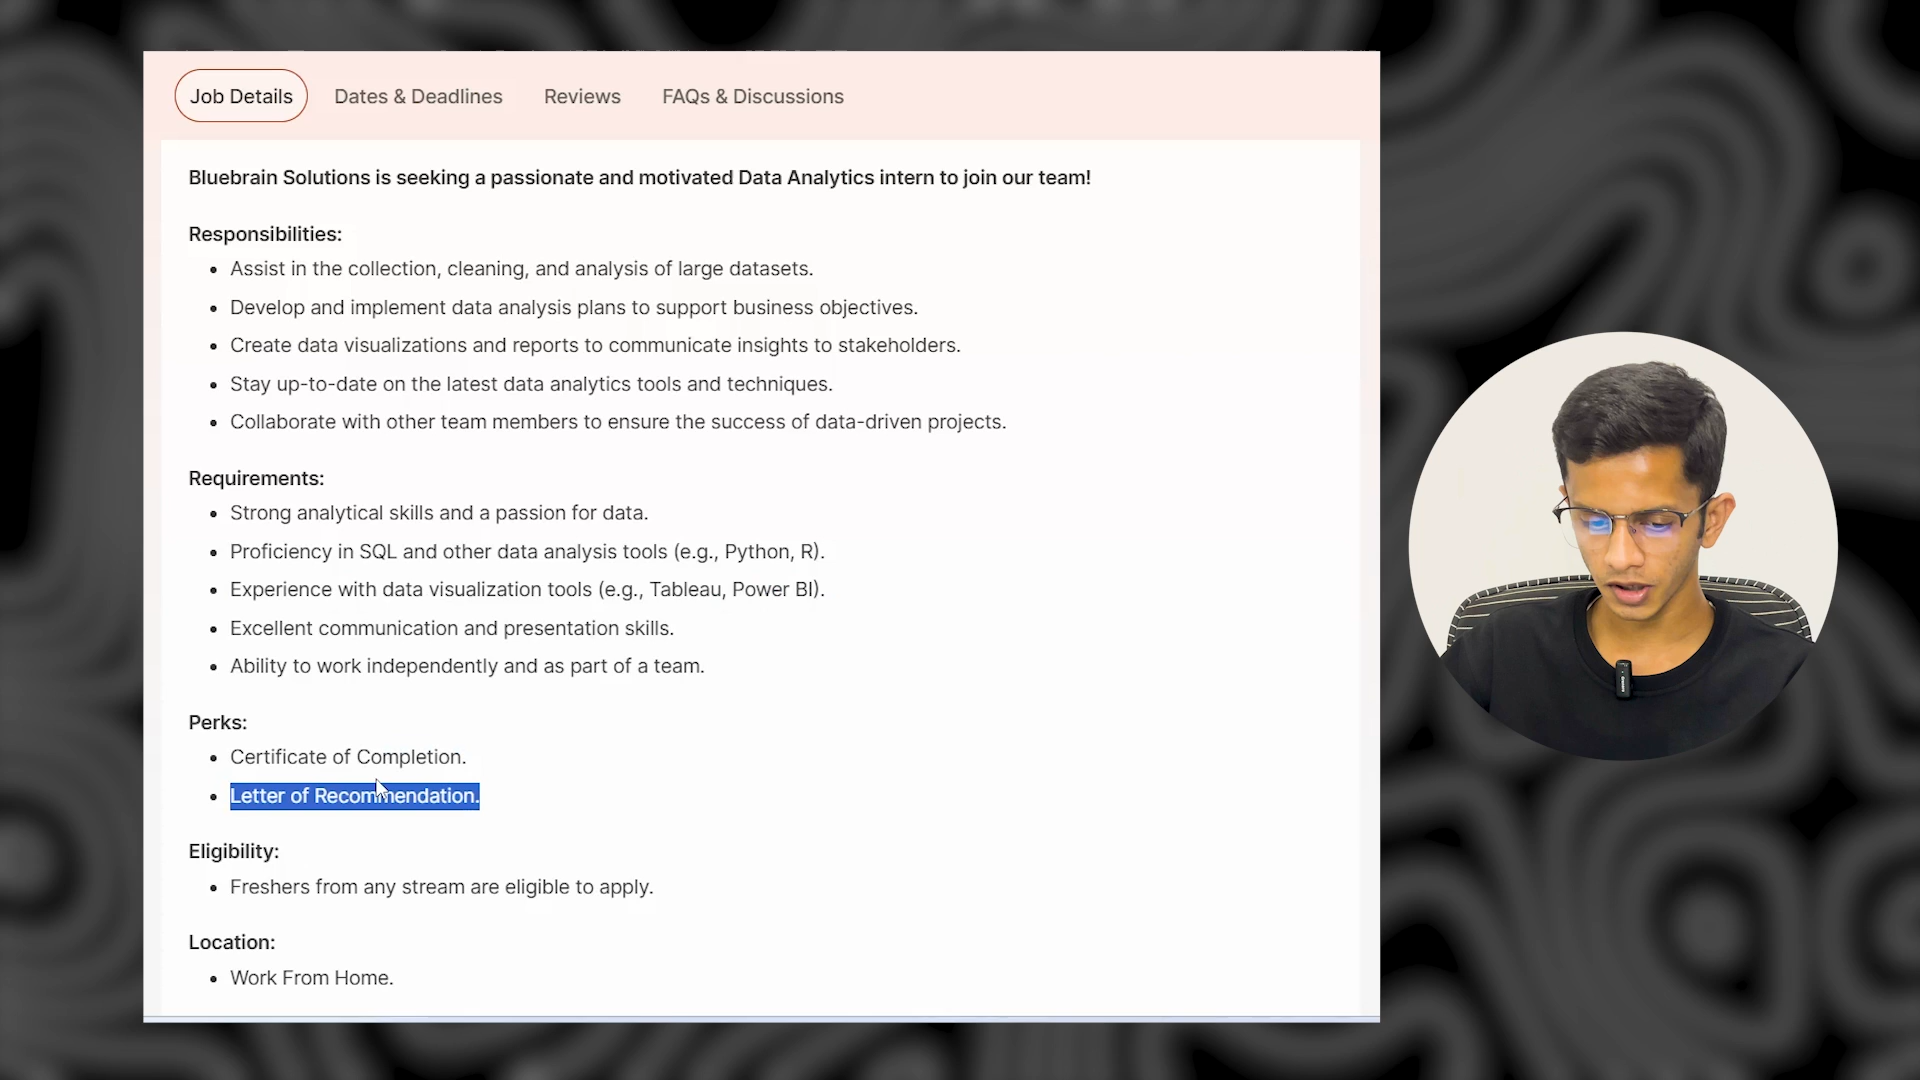 Job Details
Dates & Deadlines
Reviews
FAQs & Discussions
Bluebrain Solutions is seeking a passionate and motivated Data Analytics intern to join our team!
Responsibilities:
Assist in the collection, cleaning, and analysis of large datasets.
Develop and implement data analysis plans to support business objectives.
Create data visualizations and reports to communicate insights to stakeholders.
Stay up-to-date on the latest data analytics tools and techniques.
Collaborate with other team members to ensure the success of data-driven projects.
Requirements:
Strong analytical skills and a passion for data.
Proficiency in SQL and other data analysis tools (e.g., Python, R).
Experience with data visualization tools (e.g., Tableau, Power BI).
Excellent communication and presentation skills.
Ability to work independently and as part of a team.
Perks:
Certificate of Completion.
Letter of Recommendation.
Eligibility:
Freshers from any stream are eligible to apply.
Location:
Work From Home.